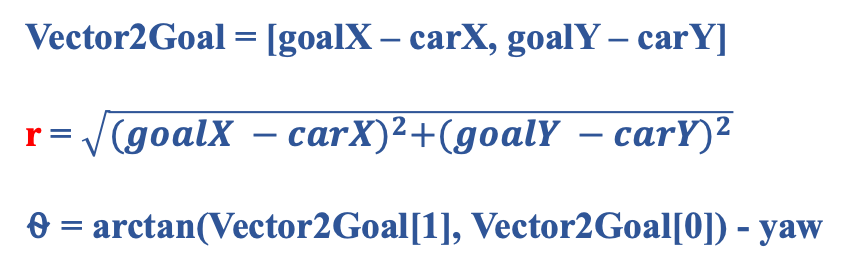 Vector2Goal = [goalX – carX, goalY – carY]
r = √(goalX – carX)²+(goalY – carY)²
ϑ = arctan(Vector2Goal[1], Vector2Goal[0]) - yaw